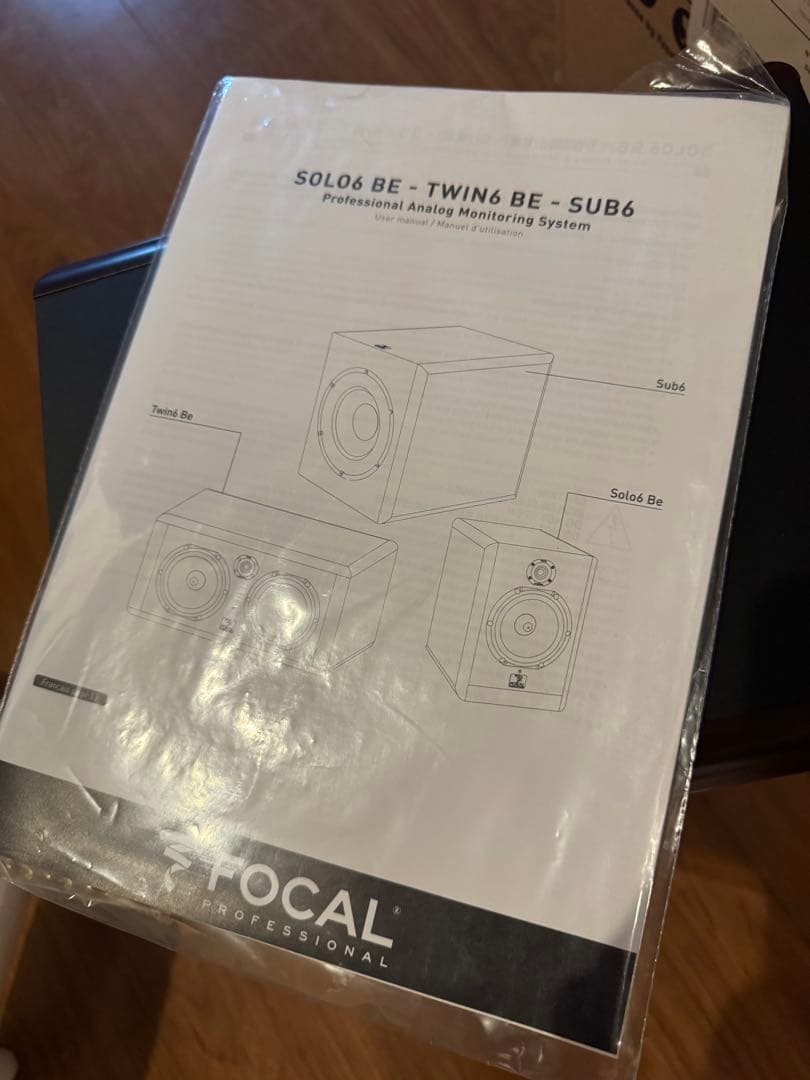 SOLO6 BE - TWIN6 BE - SUB6
Professional Analog Monitoring System
User manual / Manuel d'utilisation
Sub6
Twin6 Be
Solo6 Be
FOCAL®
PROFESSIONAL